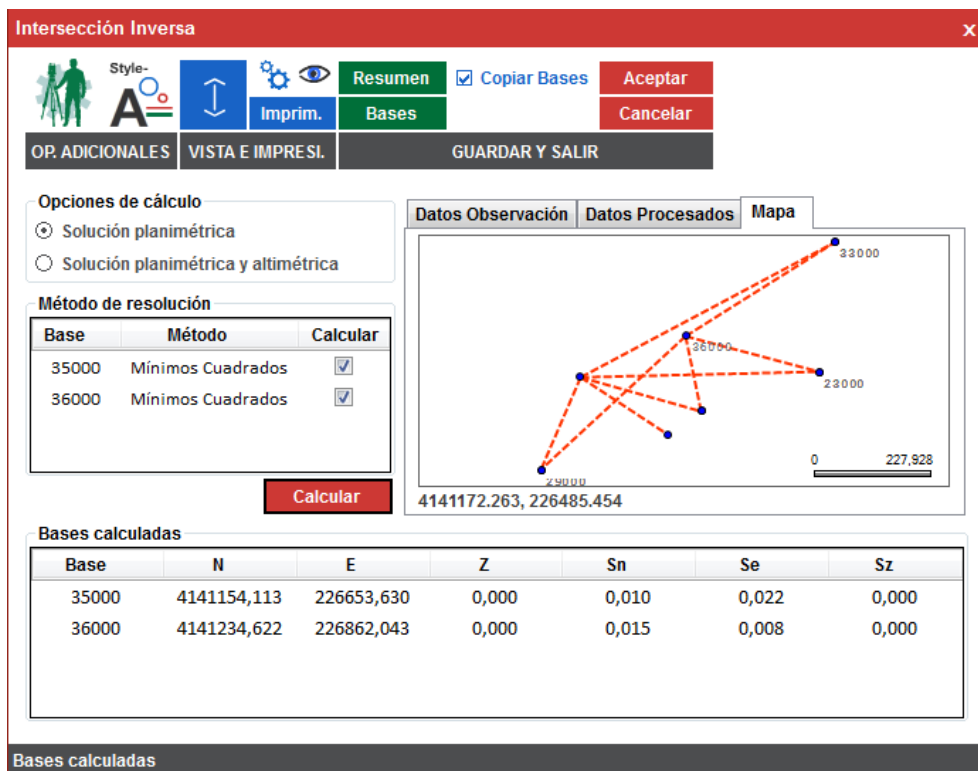 Intersección Inversa x
Style-
A
Resumen
Copiar Bases
Aceptar
Imprim.
Bases
Cancelar
OP. ADICIONALES
VISTA E IMPRESI.
GUARDAR Y SALIR
Opciones de cálculo
Solución planimétrica
Solución planimétrica y altimétrica
Método de resolución
Base Método Calcular
35000 Mínimos Cuadrados
36000 Mínimos Cuadrados
Calcular
Datos Observación Datos Procesados Mapa
33000
36000
23000
29000
0 227,928
4141172.263, 226485.454
Bases calculadas
Base N E Z Sn Se Sz
35000 4141154,113 226653,630 0,000 0,010 0,022 0,000
36000 4141234,622 226862,043 0,000 0,015 0,008 0,000
Bases calculadas